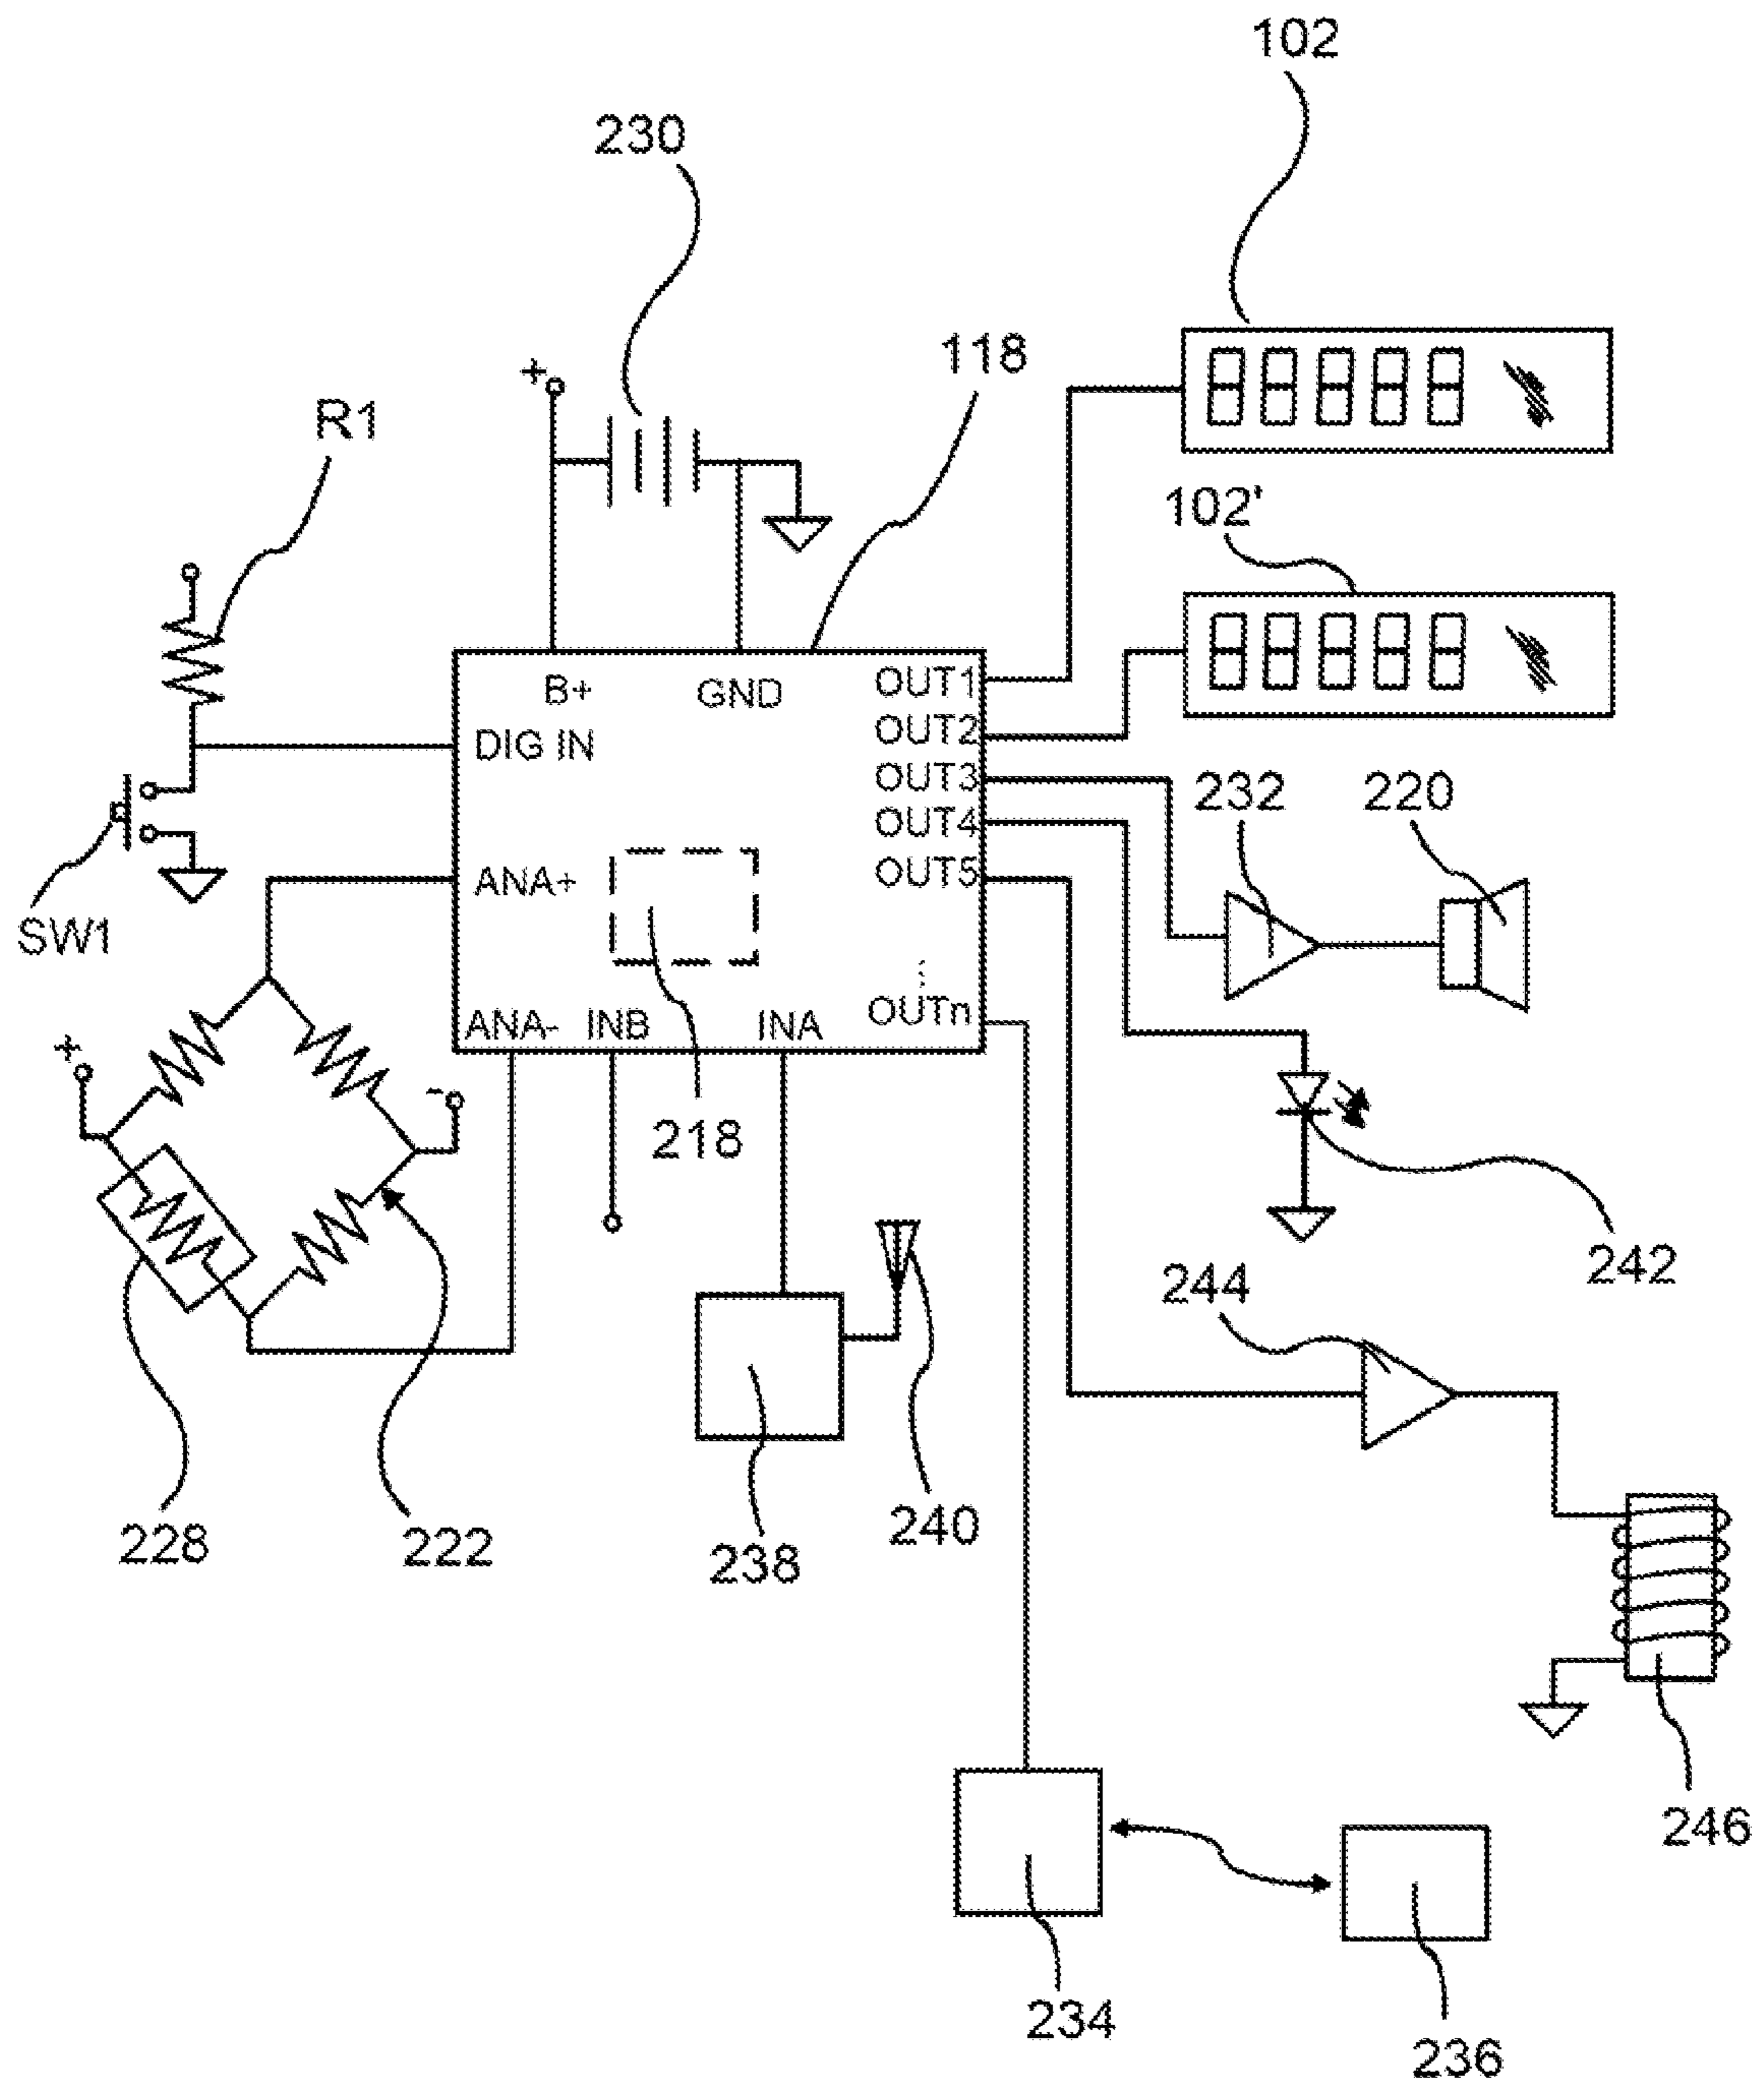 102
230
118
R1
102'
B+
GND
OUT1
OUT2
DIG IN
OUT3
232
220
OUT4
ANA+
OUT5
SW1
OUTn
ANA-
INB
INA
+
-
+
218
242
244
228
222
238
240
246
234
236